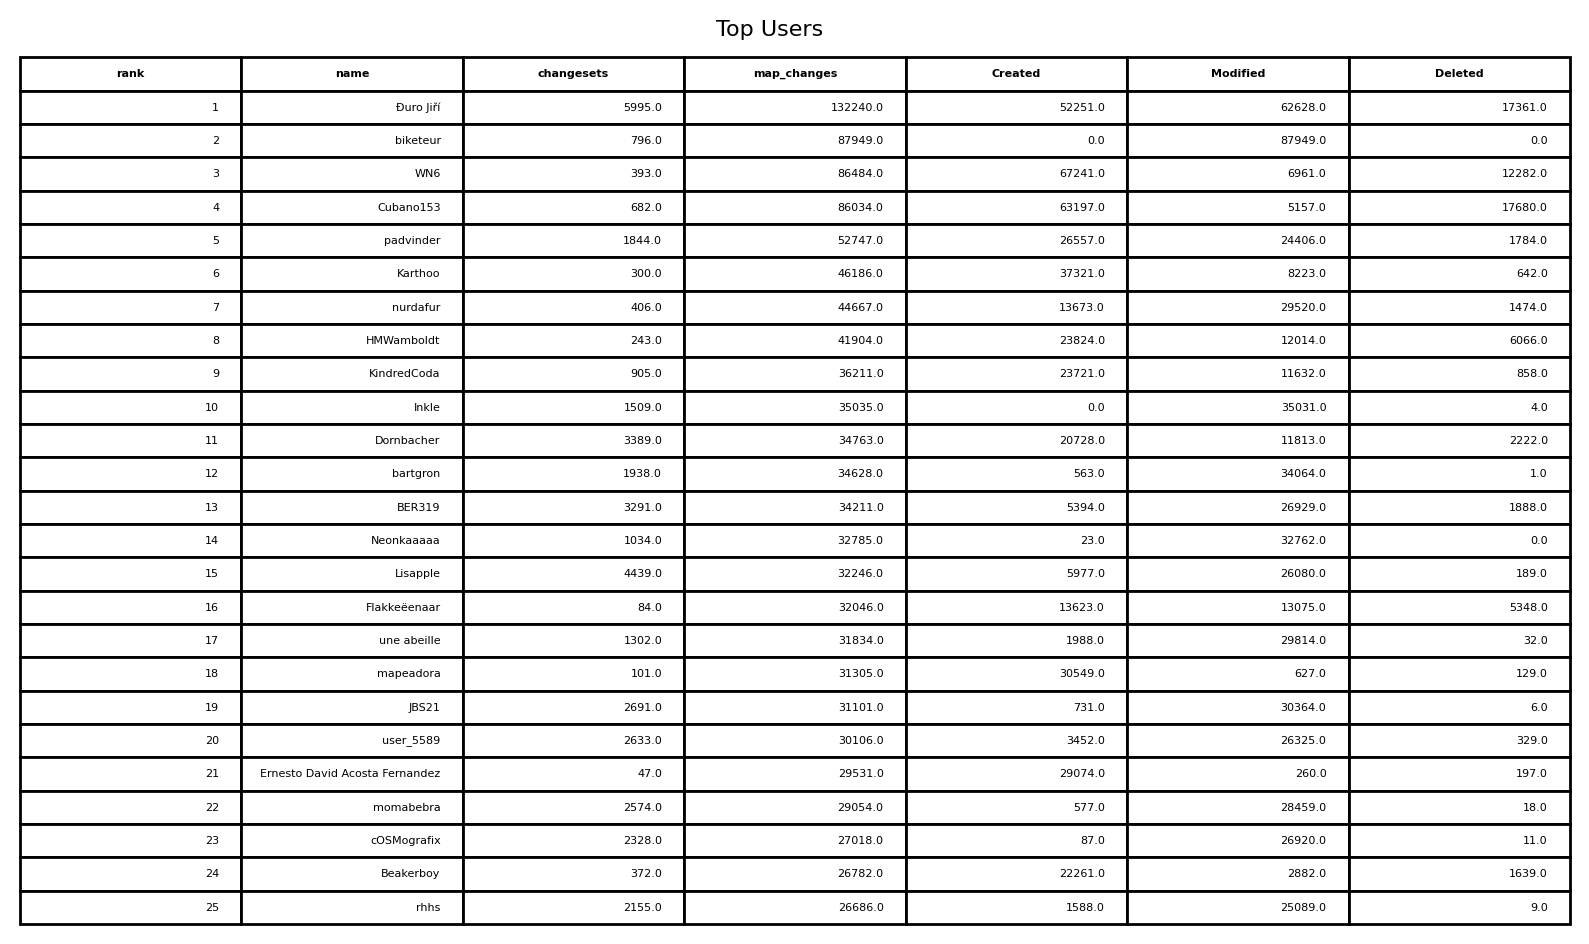 Top Users
rank name changesets map_changes Created Modified Deleted
1 Đuro Jiří 5995.0 132240.0 52251.0 62628.0 17361.0
2 biketeur 796.0 87949.0 0.0 87949.0 0.0
3 WN6 393.0 86484.0 67241.0 6961.0 12282.0
4 Cubano153 682.0 86034.0 63197.0 5157.0 17680.0
5 padvinder 1844.0 52747.0 26557.0 24406.0 1784.0
6 Karthoo 300.0 46186.0 37321.0 8223.0 642.0
7 nurdafur 406.0 44667.0 13673.0 29520.0 1474.0
8 HMWamboldt 243.0 41904.0 23824.0 12014.0 6066.0
9 KindredCoda 905.0 36211.0 23721.0 11632.0 858.0
10 Inkle 1509.0 35035.0 0.0 35031.0 4.0
11 Dornbacher 3389.0 34763.0 20728.0 11813.0 2222.0
12 bartgron 1938.0 34628.0 563.0 34064.0 1.0
13 BER319 3291.0 34211.0 5394.0 26929.0 1888.0
14 Neonkaaaaa 1034.0 32785.0 23.0 32762.0 0.0
15 Lisapple 4439.0 32246.0 5977.0 26080.0 189.0
16 Flakkeëenaar 84.0 32046.0 13623.0 13075.0 5348.0
17 une abeille 1302.0 31834.0 1988.0 29814.0 32.0
18 mapeadora 101.0 31305.0 30549.0 627.0 129.0
19 JBS21 2691.0 31101.0 731.0 30364.0 6.0
20 user_5589 2633.0 30106.0 3452.0 26325.0 329.0
21 Ernesto David Acosta Fernandez 47.0 29531.0 29074.0 260.0 197.0
22 momabebra 2574.0 29054.0 577.0 28459.0 18.0
23 cOSMografix 2328.0 27018.0 87.0 26920.0 11.0
24 Beakerboy 372.0 26782.0 22261.0 2882.0 1639.0
25 rhhs 2155.0 26686.0 1588.0 25089.0 9.0